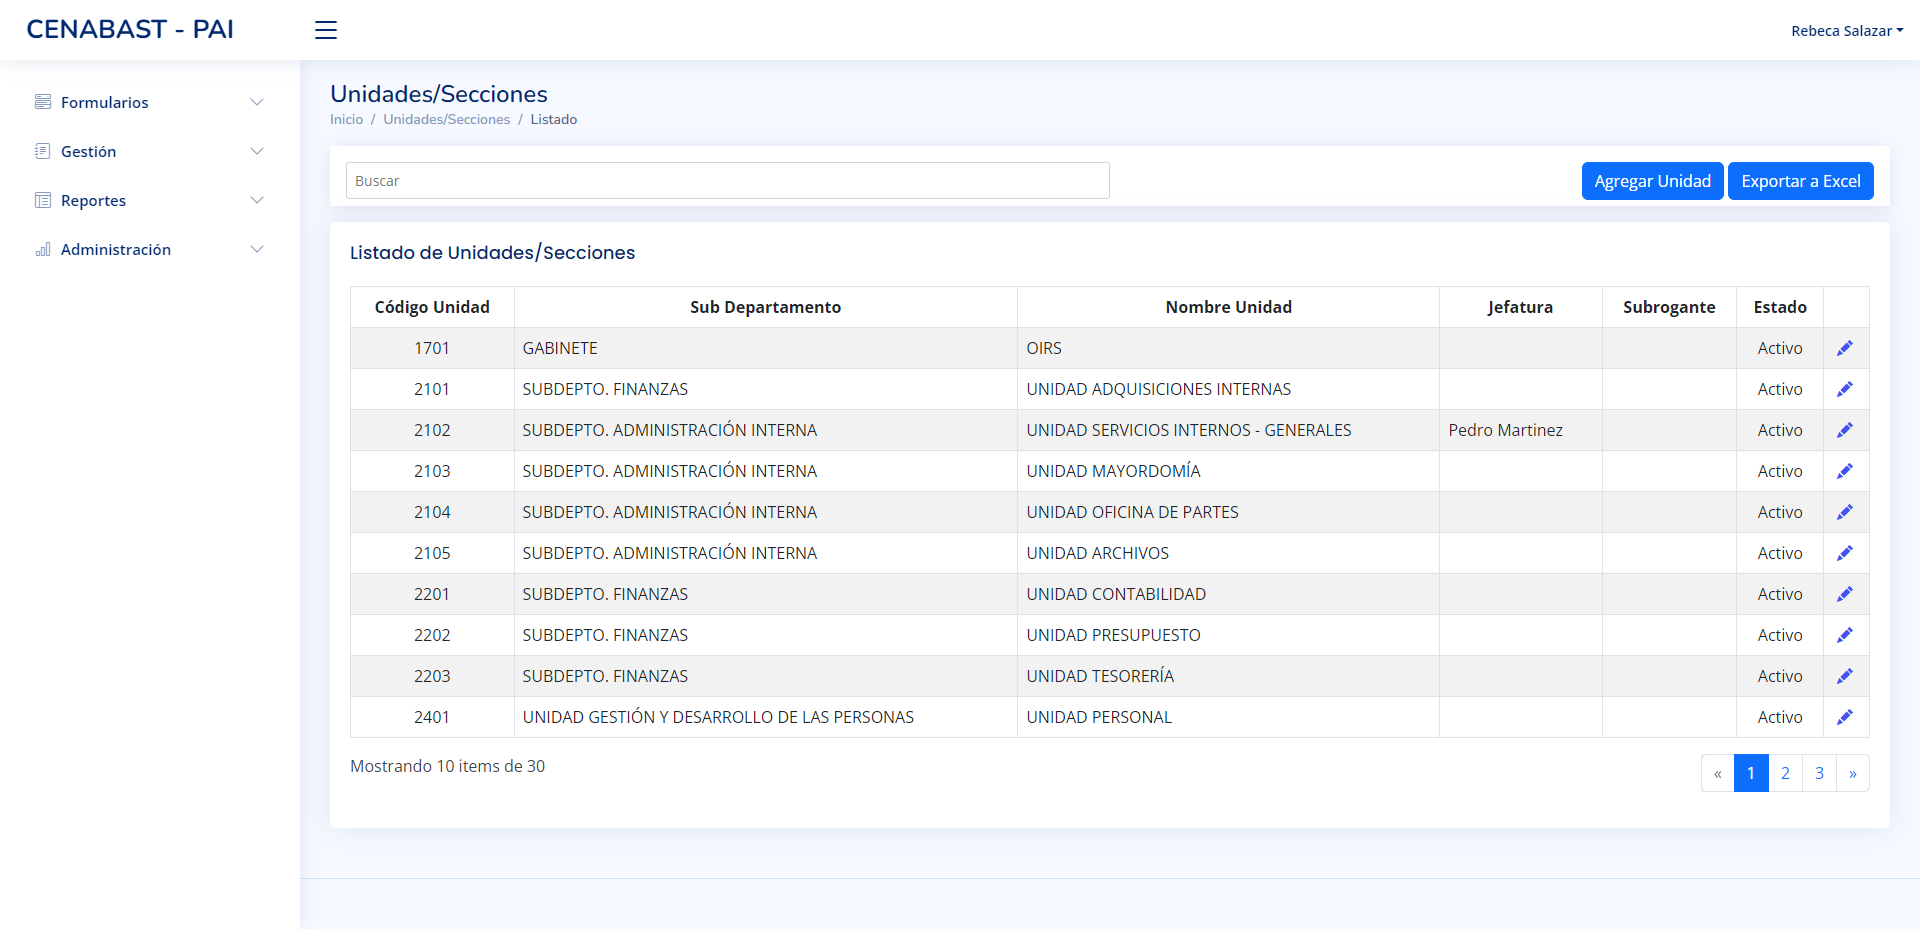 CENABAST - PAI
Rebeca Salazar
Formularios
Gestión
Reportes
Administración
Unidades/Secciones
Inicio / Unidades/Secciones / Listado
Buscar
Agregar Unidad
Exportar a Excel
Listado de Unidades/Secciones
Código Unidad Sub Departamento Nombre Unidad Jefatura Subrogante Estado
1701 GABINETE OIRS Activo
2101 SUBDEPTO. FINANZAS UNIDAD ADQUISICIONES INTERNAS Activo
2102 SUBDEPTO. ADMINISTRACIÓN INTERNA UNIDAD SERVICIOS INTERNOS - GENERALES Pedro Martinez Activo
2103 SUBDEPTO. ADMINISTRACIÓN INTERNA UNIDAD MAYORDOMÍA Activo
2104 SUBDEPTO. ADMINISTRACIÓN INTERNA UNIDAD OFICINA DE PARTES Activo
2105 SUBDEPTO. ADMINISTRACIÓN INTERNA UNIDAD ARCHIVOS Activo
2201 SUBDEPTO. FINANZAS UNIDAD CONTABILIDAD Activo
2202 SUBDEPTO. FINANZAS UNIDAD PRESUPUESTO Activo
2203 SUBDEPTO. FINANZAS UNIDAD TESORERÍA Activo
2401 UNIDAD GESTIÓN Y DESARROLLO DE LAS PERSONAS UNIDAD PERSONAL Activo
Mostrando 10 items de 30
« 1 2 3 »